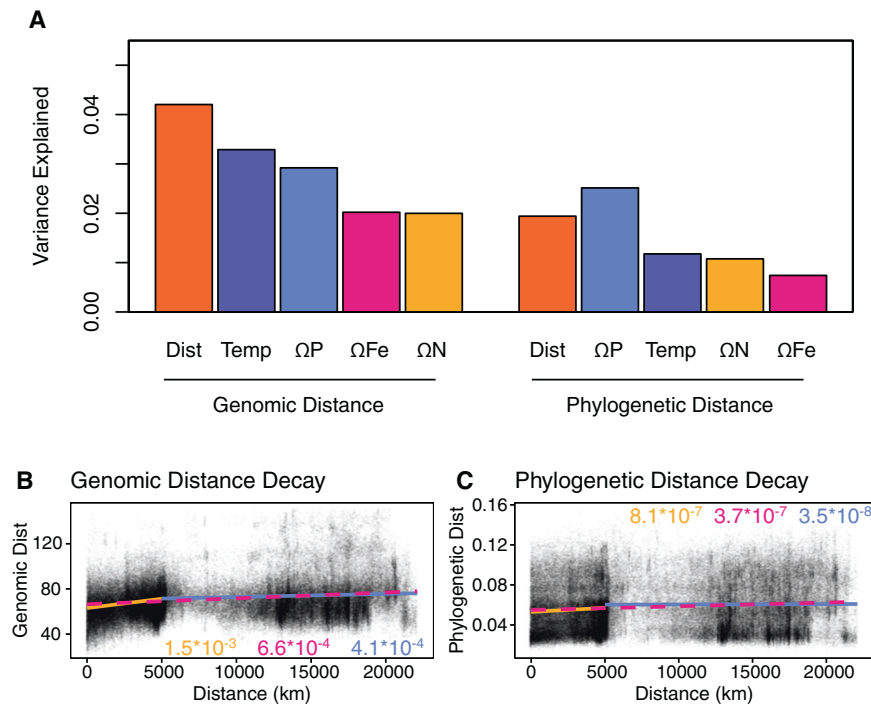 A
Variance Explained
0.04
0.02
0.00
Dist Temp ΩP ΩFe ΩN
Dist ΩP Temp ΩN ΩFe
Genomic Distance
Phylogenetic Distance
B Genomic Distance Decay
Genomic Dist
120
80
40
1.5*10⁻³ 6.6*10⁻⁴ 4.1*10⁻⁴
0 5000 10000 15000 20000
Distance (km)
C Phylogenetic Distance Decay
Phylogenetic Dist
0.16
0.12
0.08
0.04
8.1*10⁻⁷ 3.7*10⁻⁷ 3.5*10⁻⁸
0 5000 10000 15000 20000
Distance (km)